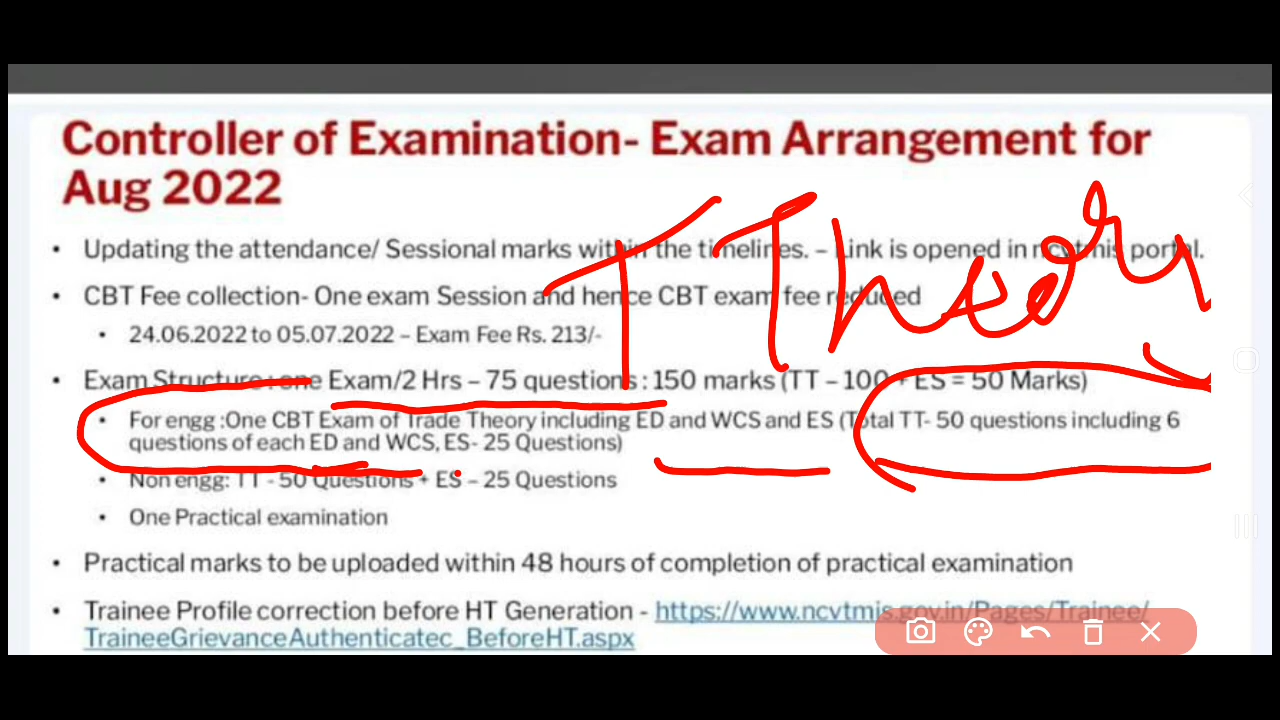 Controller of Examination- Exam Arrangement for
Aug 2022
• Updating the attendance/ Sessional marks within the timelines. – Link is opened in ncvtmis portal.
• CBT Fee collection- One exam Session and hence CBT exam fee reduced
• 24.06.2022 to 05.07.2022 – Exam Fee Rs. 213/-
• Exam Structure : one Exam/2 Hrs – 75 questions : 150 marks (TT – 100 + ES = 50 Marks)
• For engg :One CBT Exam of Trade Theory including ED and WCS and ES (Total TT- 50 questions including 6
questions of each ED and WCS, ES- 25 Questions)
• Non engg: TT - 50 Questions + ES – 25 Questions
• One Practical examination
• Practical marks to be uploaded within 48 hours of completion of practical examination
• Trainee Profile correction before HT Generation - https://www.ncvtmis.gov.in/Pages/Trainee/
TraineeGrievanceAuthenticatec_BeforeHT.aspx
T Theory